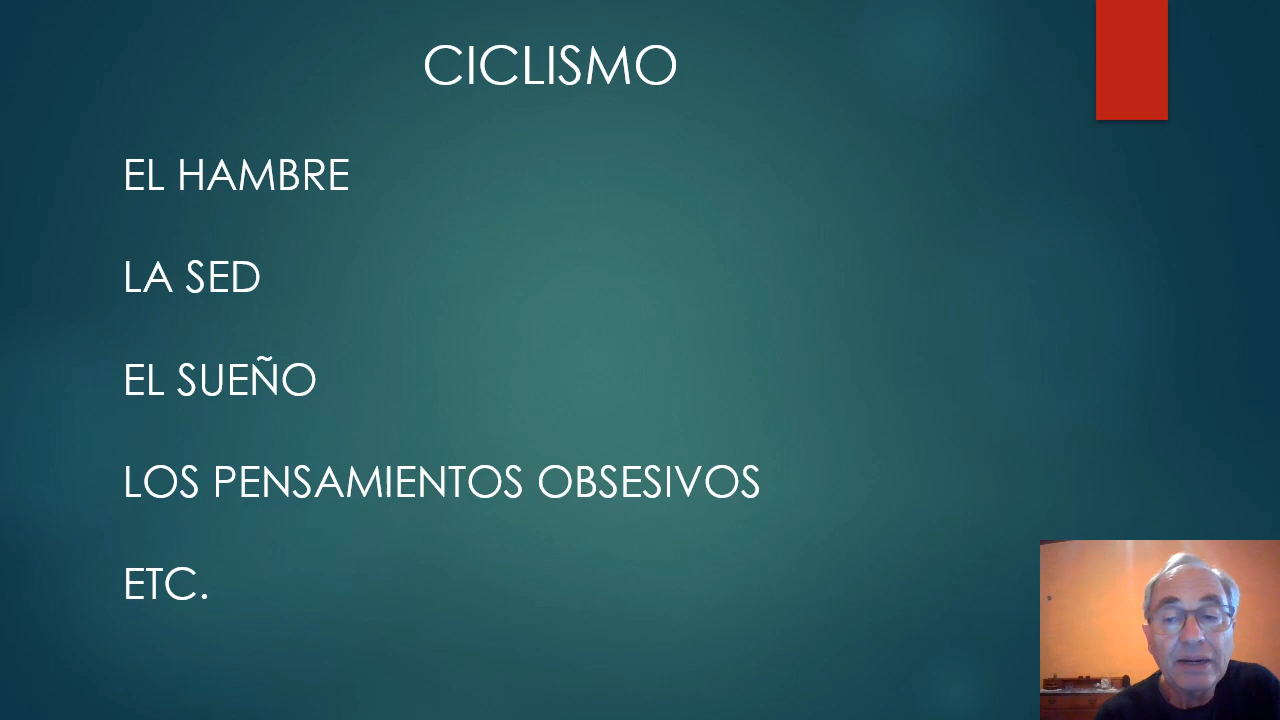 CICLISMO
EL HAMBRE
LA SED
EL SUEÑO
LOS PENSAMIENTOS OBSESIVOS
ETC.